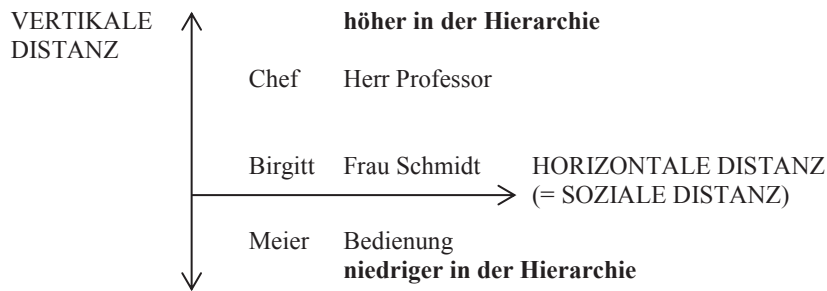 VERTIKALE höher in der Hierarchie
DISTANZ
Chef Herr Professor
Birgitt Frau Schmidt HORIZONTALE DISTANZ
(= SOZIALE DISTANZ)
Meier Bedienung
niedriger in der Hierarchie